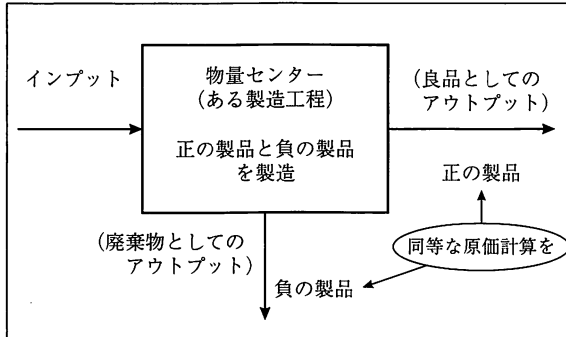 インプット
物量センター
(ある製造工程)
正の製品と負の製品
を製造
(良品としての
アウトプット)
正の製品
同等な原価計算を
(廃棄物としての
アウトプット)
負の製品